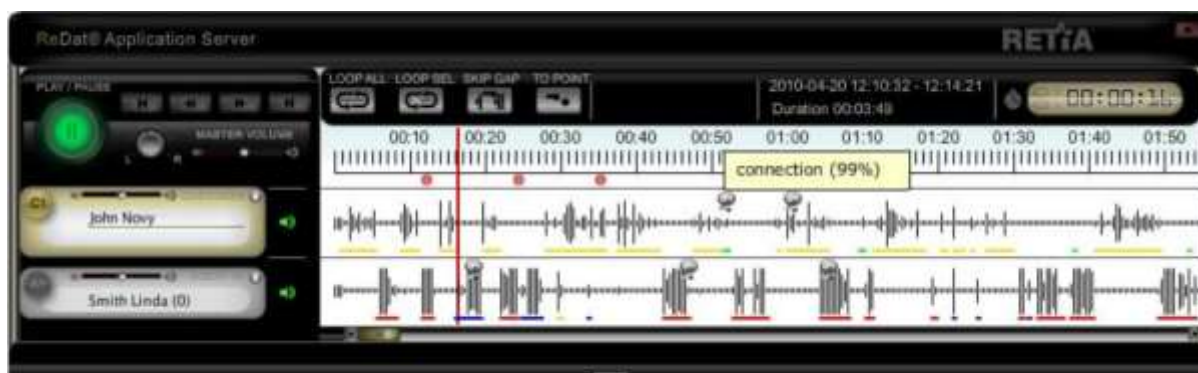 ReDat® Application Server
RETIA
PLAY / PAUSE
LOOP ALL LOOP SEL SKIP GAP TO POINT
2010-04-20 12:10:32 - 12:14:21
Duration 00:03:49
00:00:16
L R
MASTER VOLUME
00:10 00:20 00:30 00:40 00:50 01:00 01:10 01:20 01:30 01:40 01:50
connection (99%)
John Novy
Smith Linda (0)